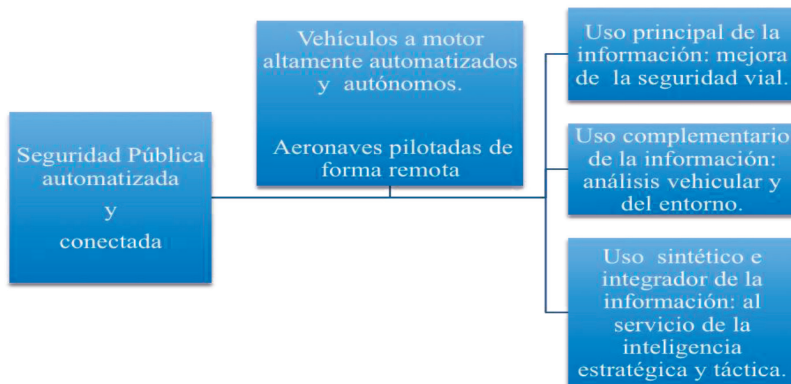 Seguridad Pública
automatizada
y
conectada
Vehículos a motor
altamente automatizados
y autónomos.
Aeronaves pilotadas de
forma remota
Uso principal de la
información: mejora
de la seguridad vial.
Uso complementario
de la información:
análisis vehicular y
del entorno.
Uso sintético e
integrador de la
información: al
servicio de la
inteligencia
estratégica y táctica.